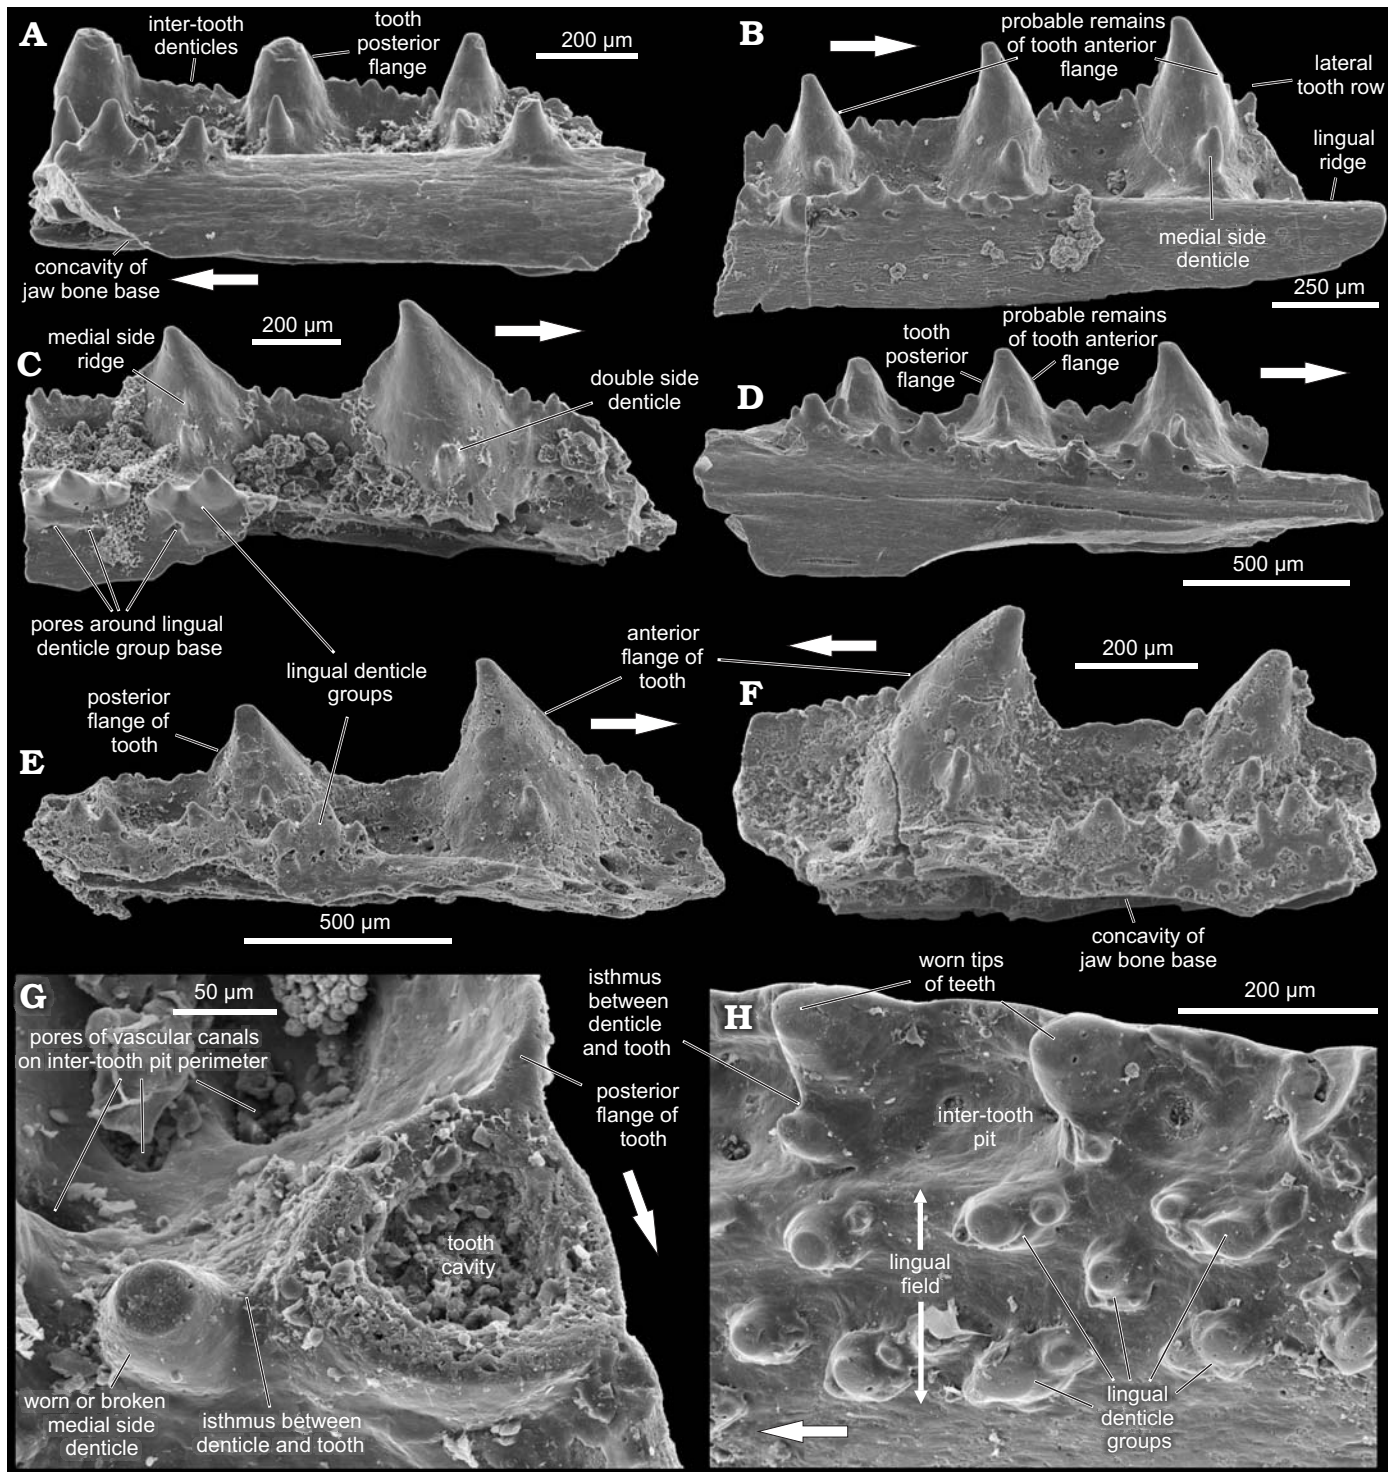 A
inter-tooth
denticles
tooth
posterior
flange
200 µm
concavity of
jaw bone base
B
probable remains
of tooth anterior
flange
lateral
tooth row
lingual
ridge
medial side
denticle
250 µm
C
medial side
ridge
200 µm
double side
denticle
pores around lingual
denticle group base
lingual denticle
groups
D
tooth
posterior
flange
probable remains
of tooth anterior
flange
500 µm
E
posterior
flange of
tooth
anterior
flange of
tooth
500 µm
F
200 µm
concavity of
jaw bone base
G
50 µm
pores of vascular canals
on inter-tooth pit perimeter
isthmus
between
denticle
and tooth
posterior
flange of
tooth
tooth
cavity
worn or broken
medial side
denticle
isthmus between
denticle and tooth
H
worn tips
of teeth
200 µm
inter-tooth
pit
lingual
field
lingual
denticle
groups